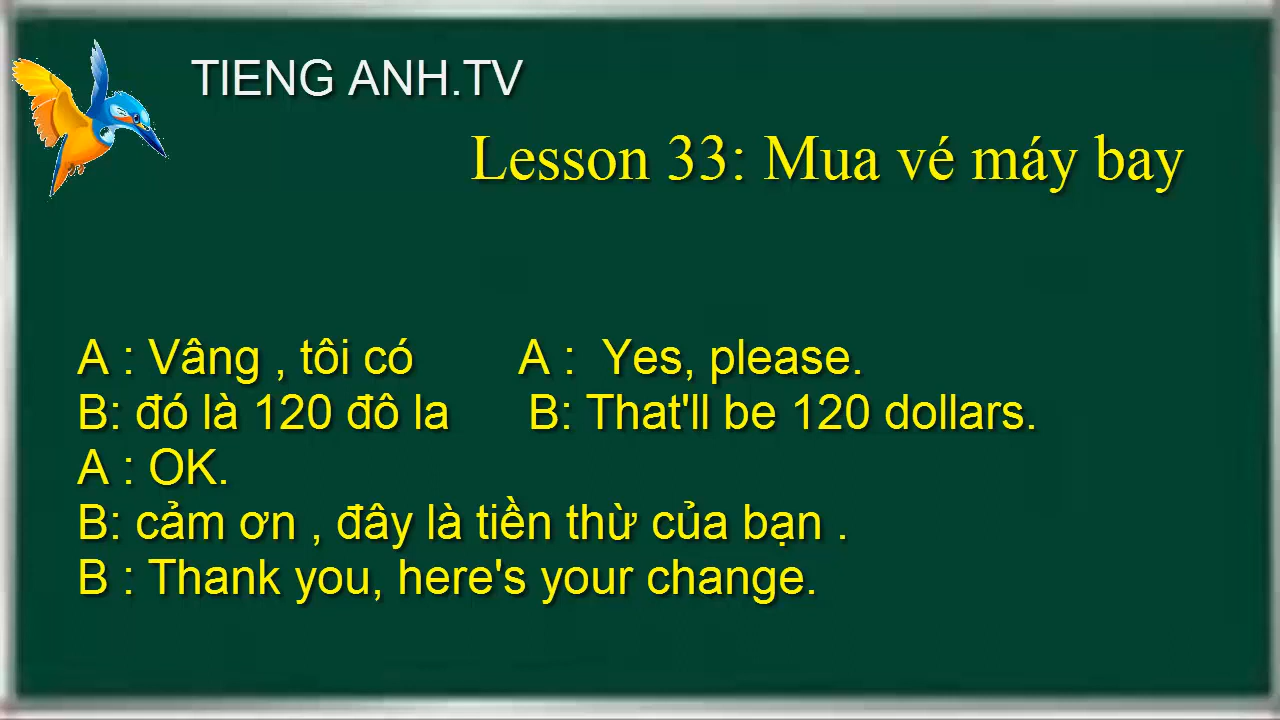 TIENG ANH.TV
Lesson 33: Mua vé máy bay
A : Vâng , tôi có A : Yes, please.
B: đó là 120 đô la B: That'll be 120 dollars.
A : OK.
B: cảm ơn , đây là tiền thừ của bạn .
B : Thank you, here's your change.